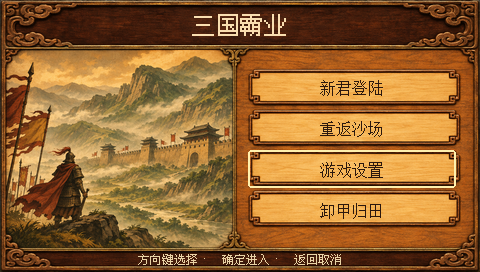 三国霸业
新君登陆
重返沙场
游戏设置
卸甲归田
方向键选择 · 确定进入 · 返回取消